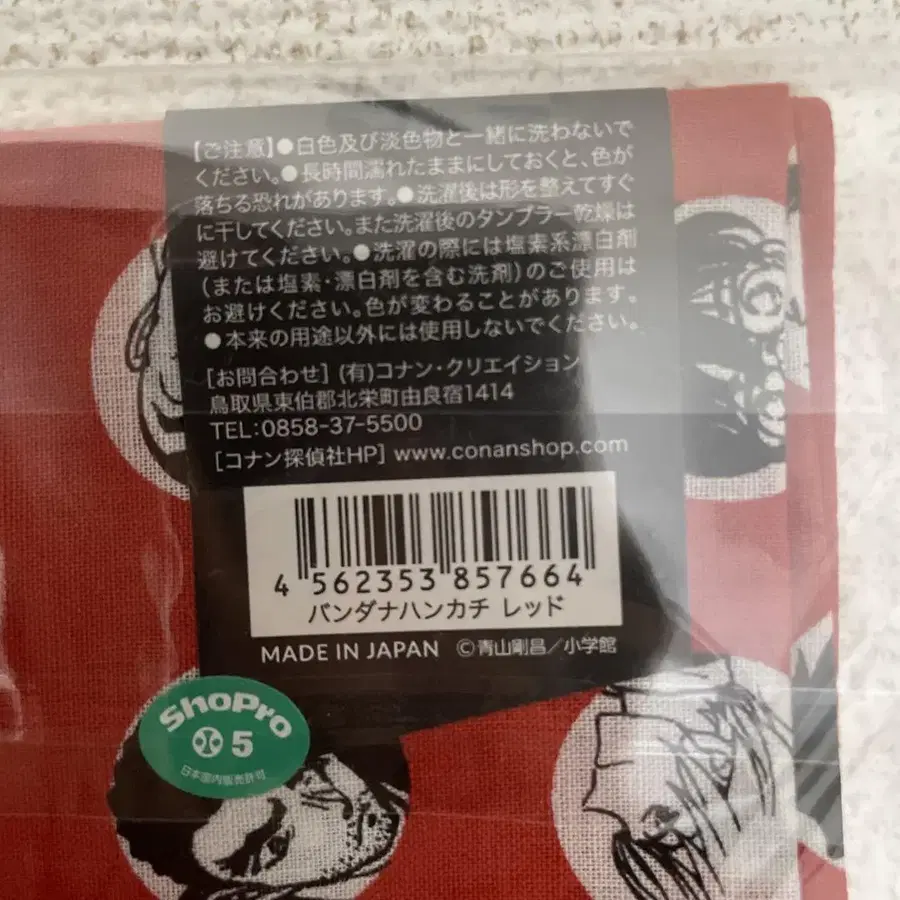 【ご注意】●白色及び淡色物と一緒に洗わないで
ください。●長時間濡れたままにしておくと、色が
落ちる恐れがあります。●洗濯後は形を整えてすぐ
に干してください。また洗濯後のタンブラー乾燥は
避けてください。●洗濯の際には塩素系漂白剤
(または塩素・漂白剤を含む洗剤)のご使用は
お避けください。色が変わることがあります。
●本来の用途以外には使用しないでください。
[お問合わせ] (有)コナン・クリエイション
鳥取県東伯郡北栄町由良宿1414
TEL:0858-37-5500
[コナン探偵社HP] www.conanshop.com
4 562353 857664
バンダナハンカチ レッド
MADE IN JAPAN ©青山剛昌／小学館
ShoPro
5
日本国内販売許可